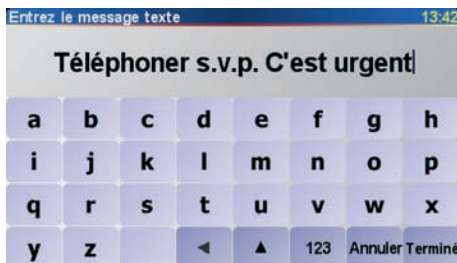 Entrez le message texte 13:42
Téléphoner s.v.p. C'est urgent
a b c d e f g h
i j k l m n o p
q r s t u v w x
y z 123 Annuler Terminé